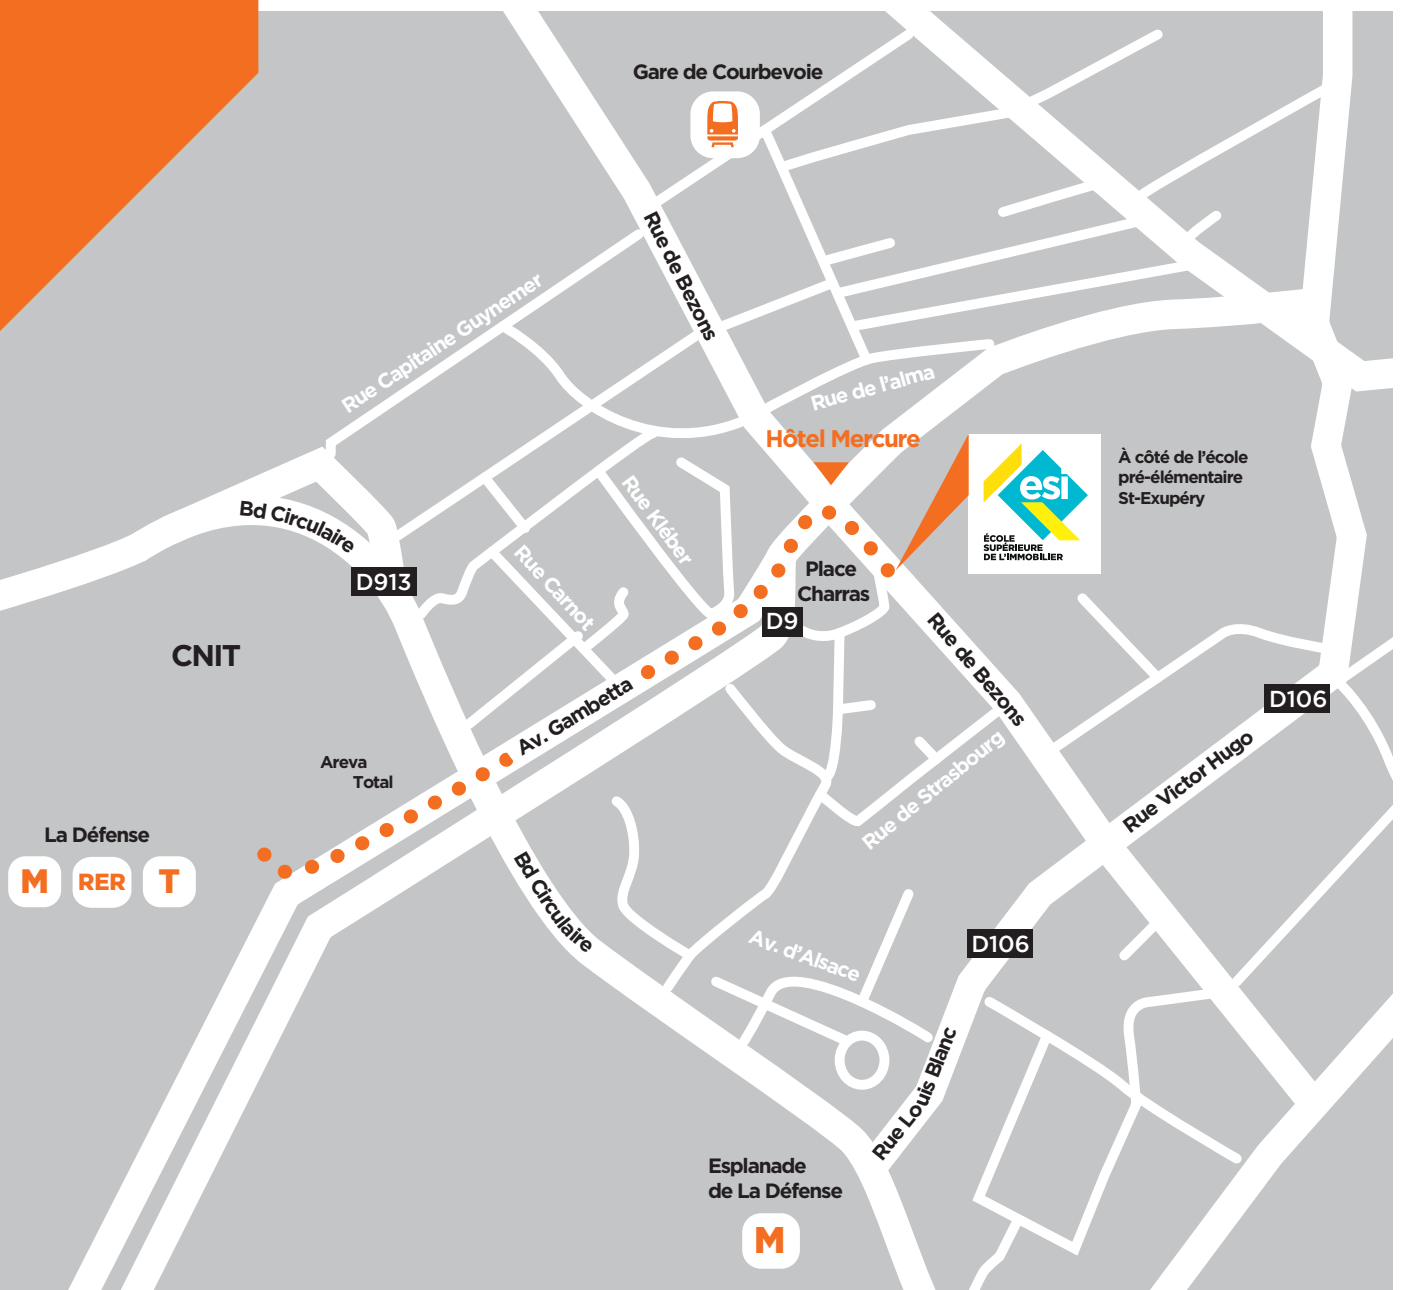 Gare de Courbevoie
Rue de Bezons
Rue Capitaine Guynemer
Rue de l'alma
Hôtel Mercure
esi
ÉCOLE
SUPÉRIEURE
DE L'IMMOBILIER
À côté de l'école
pré-élémentaire
St-Exupéry
Bd Circulaire
Rue Kléber
Rue Carnot
D913
Place
Charras
D9
Rue de Bezons
CNIT
Av. Gambetta
D106
Areva
Total
Rue de Strasbourg
Rue Victor Hugo
La Défense
M
RER
T
Bd Circulaire
Av. d'Alsace
D106
Rue Louis Blanc
Esplanade
de La Défense
M